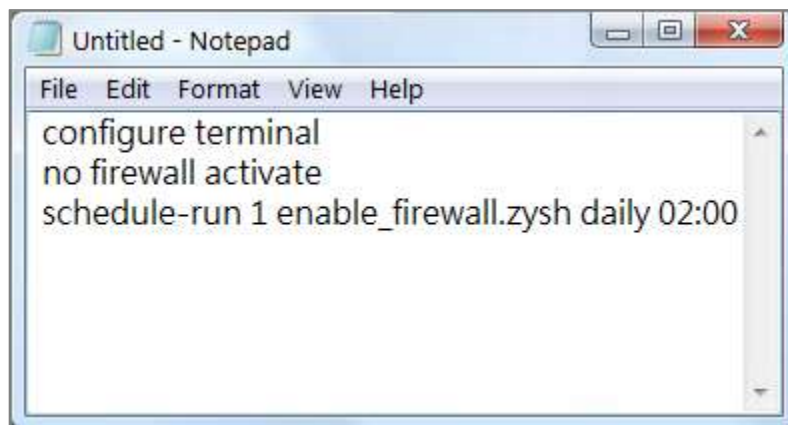 Untitled - Notepad
File Edit Format View Help
configure terminal
no firewall activate
schedule-run 1 enable_firewall.zysh daily 02:00